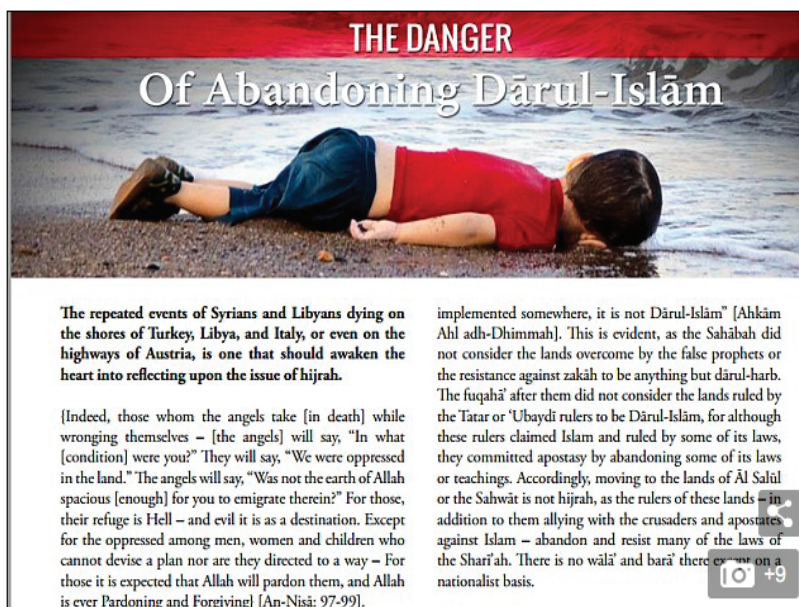 THE DANGER
Of Abandoning Dārul-Islām
The repeated events of Syrians and Libyans dying on
the shores of Turkey, Libya, and Italy, or even on the
highways of Austria, is one that should awaken the
heart into reflecting upon the issue of hijrah.
{Indeed, those whom the angels take [in death] while
wronging themselves – [the angels] will say, “In what
[condition] were you?” They will say, “We were oppressed
in the land.” The angels will say, “Was not the earth of Allah
spacious [enough] for you to emigrate therein?” For those,
their refuge is Hell – and evil it is as a destination. Except
for the oppressed among men, women and children who
cannot devise a plan nor are they directed to a way – For
those it is expected that Allah will pardon them, and Allah
is ever Pardoning and Forgiving} [An-Nisā: 97-99].
implemented somewhere, it is not Dārul-Islām” [Ahkām
Ahl adh-Dhimmah]. This is evident, as the Sahābah did
not consider the lands overcome by the false prophets or
the resistance against zakāh to be anything but dārul-harb.
The fuqahā’ after them did not consider the lands ruled by
the Tatar or ‘Ubaydī rulers to be Dārul-Islām, for although
these rulers claimed Islam and ruled by some of its laws,
they committed apostasy by abandoning some of its laws
or teachings. Accordingly, moving to the lands of Āl Salūl
or the Sahwāt is not hijrah, as the rulers of these lands – in
addition to them allying with the crusaders and apostates
against Islam – abandon and resist many of the laws of
the Sharī’ah. There is no walā’ and barā’ there except on a
nationalist basis.
+9